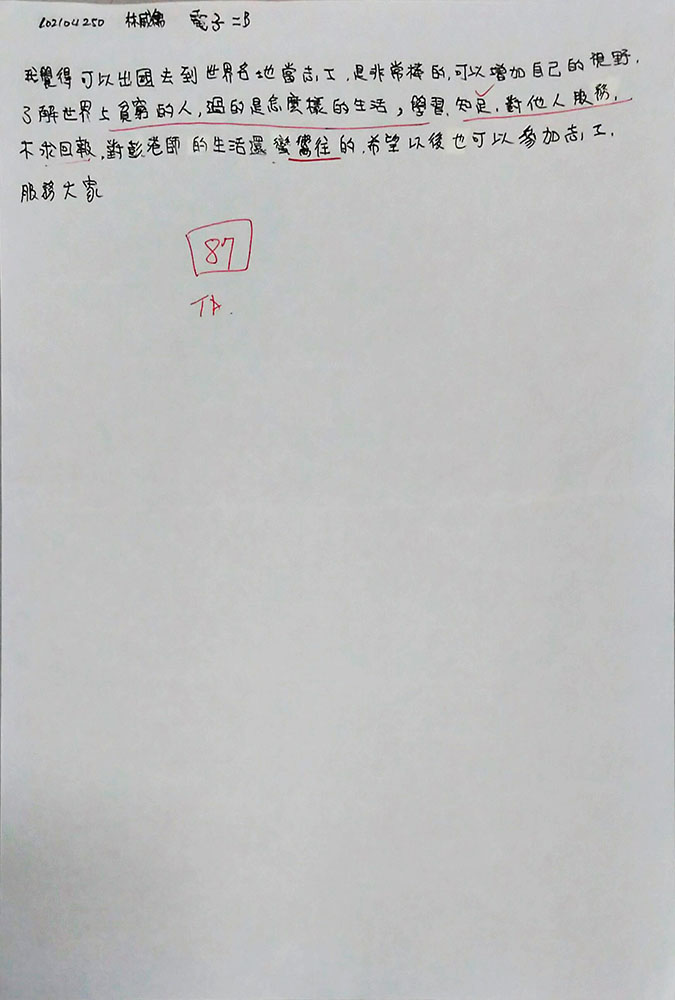 102104250 林威 電子二B
我覺得可以出國去到世界各地當志工,是非常棒的,可以增加自己的視野,
了解世界上貧窮的人,過的是怎麼樣的生活,學習.知足.對他人服務,
不求回報,對彭老師的生活還蠻嚮往的.希望以後也可以參加志工,
服務大家
87
TA.